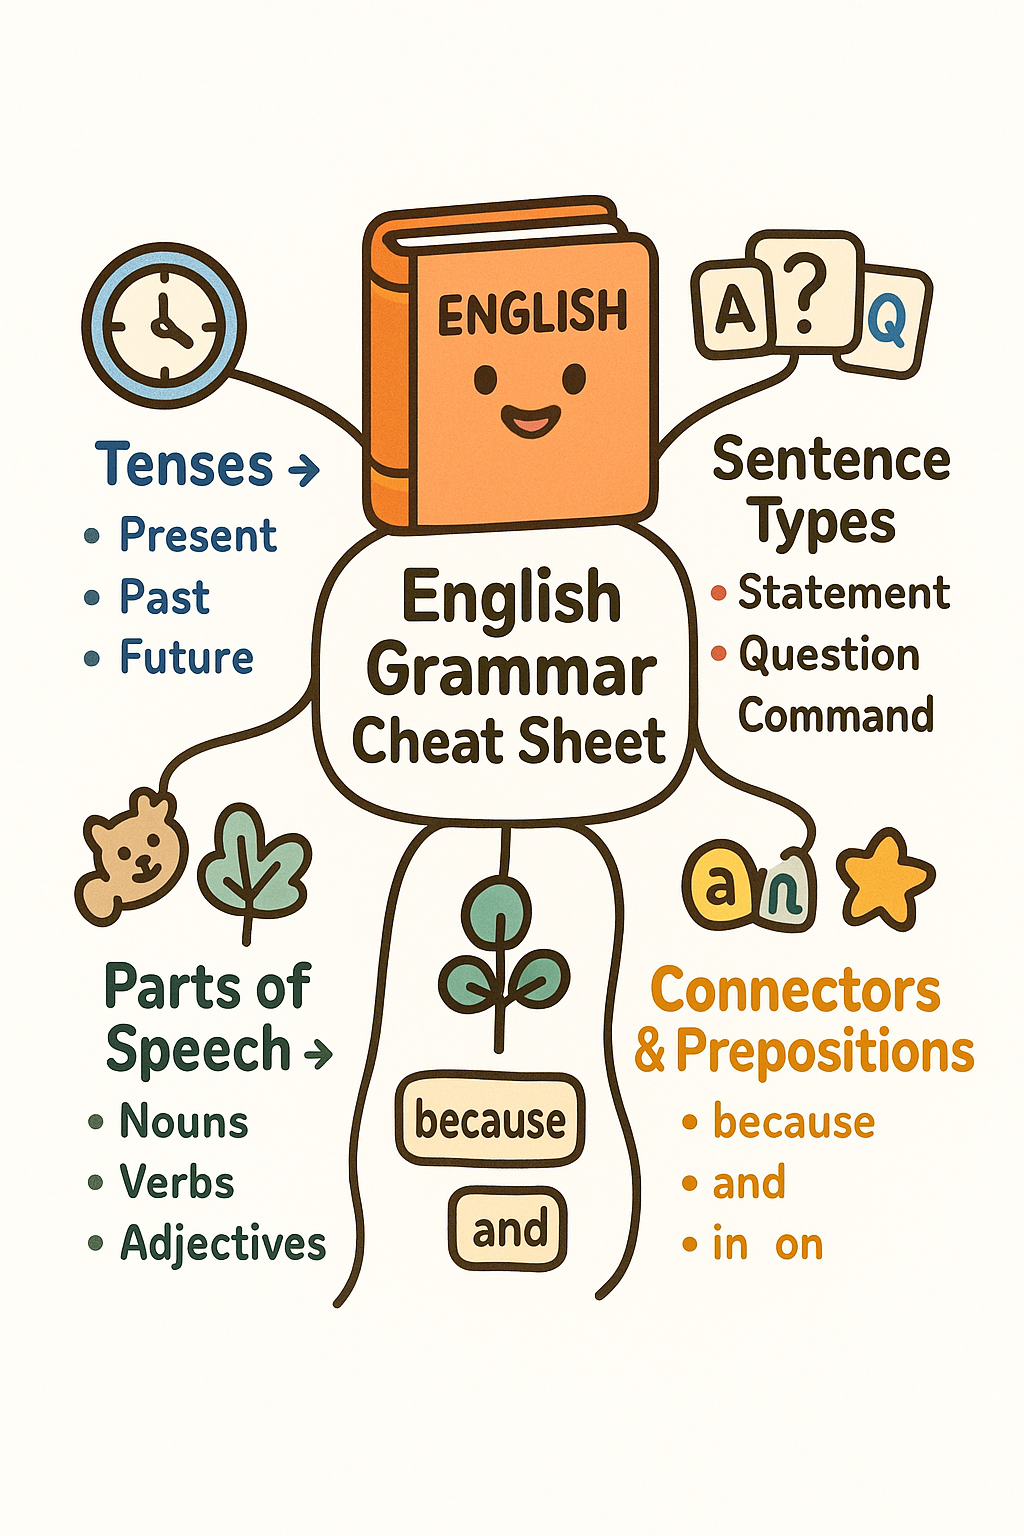 ENGLISH
A ? Q
English
Grammar
Cheat Sheet
Tenses →
• Present
• Past
• Future
Sentence
Types
• Statement
• Question
Command
Parts of
Speech →
• Nouns
• Verbs
• Adjectives
because
and
a n
Connectors
& Prepositions
• because
• and
• in on